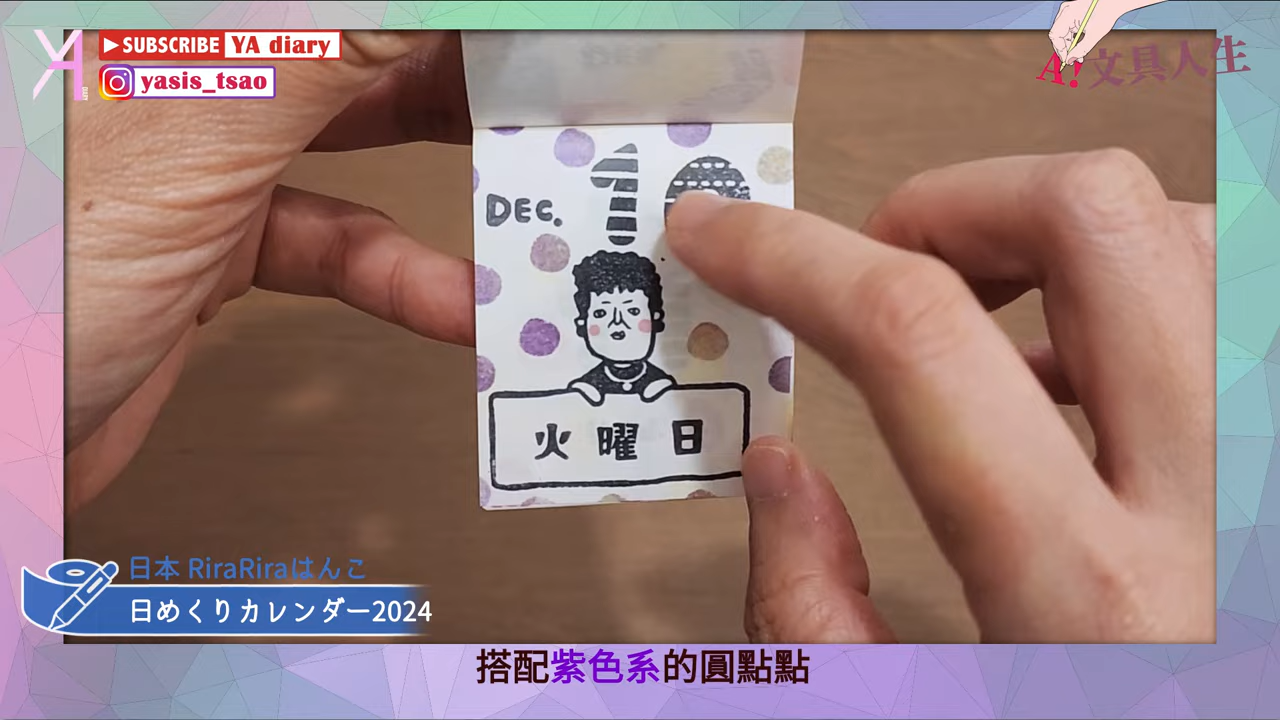 SUBSCRIBE YA diary
yasis_tsao
YA
A!文具人生
DEC. 10
火曜日
日本 RiraRiraはんこ
日めくりカレンダー2024
搭配紫色系的圓點點